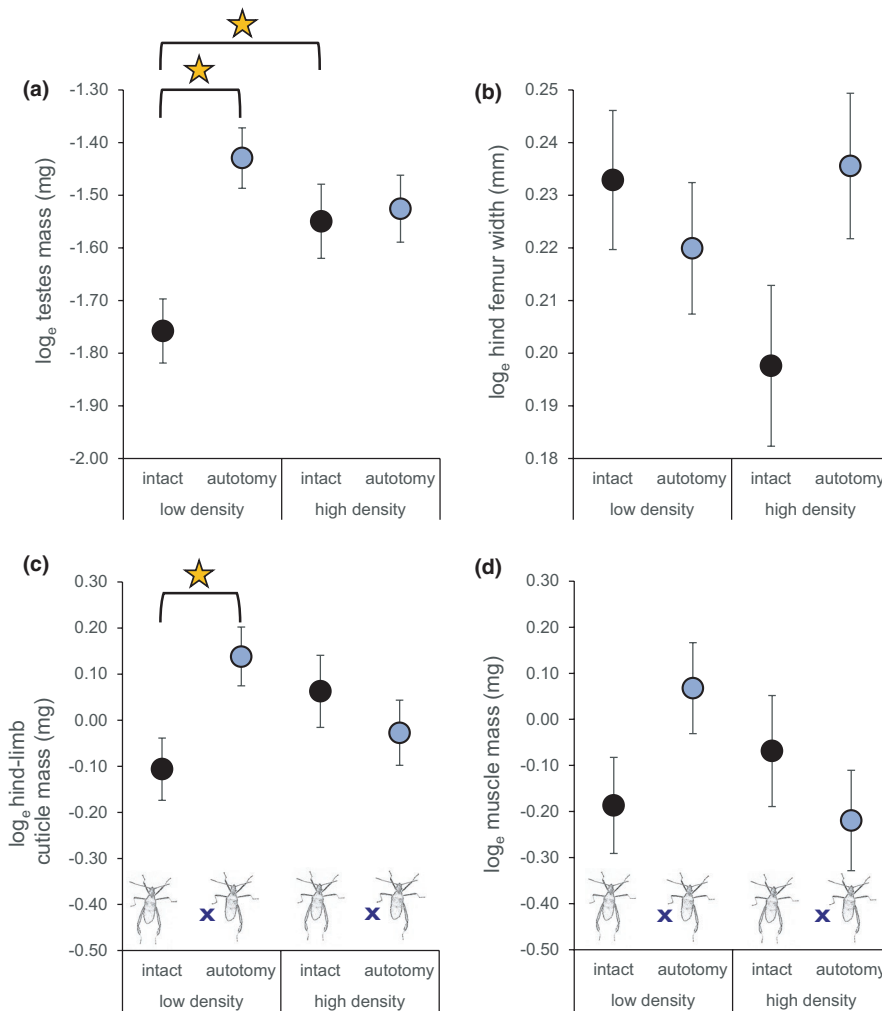 (a)
log_e testes mass (mg)
-1.30
-1.40
-1.50
-1.60
-1.70
-1.80
-1.90
-2.00
intact autotomy intact autotomy
low density high density
(b)
log_e hind femur width (mm)
0.25
0.24
0.23
0.22
0.21
0.20
0.19
0.18
intact autotomy intact autotomy
low density high density
(c)
log_e hind-limb
cuticle mass (mg)
0.30
0.20
0.10
0.00
-0.10
-0.20
-0.30
-0.40
-0.50
x x
intact autotomy intact autotomy
low density high density
(d)
log_e muscle mass (mg)
0.30
0.20
0.10
0.00
-0.10
-0.20
-0.30
-0.40
-0.50
x x
intact autotomy intact autotomy
low density high density